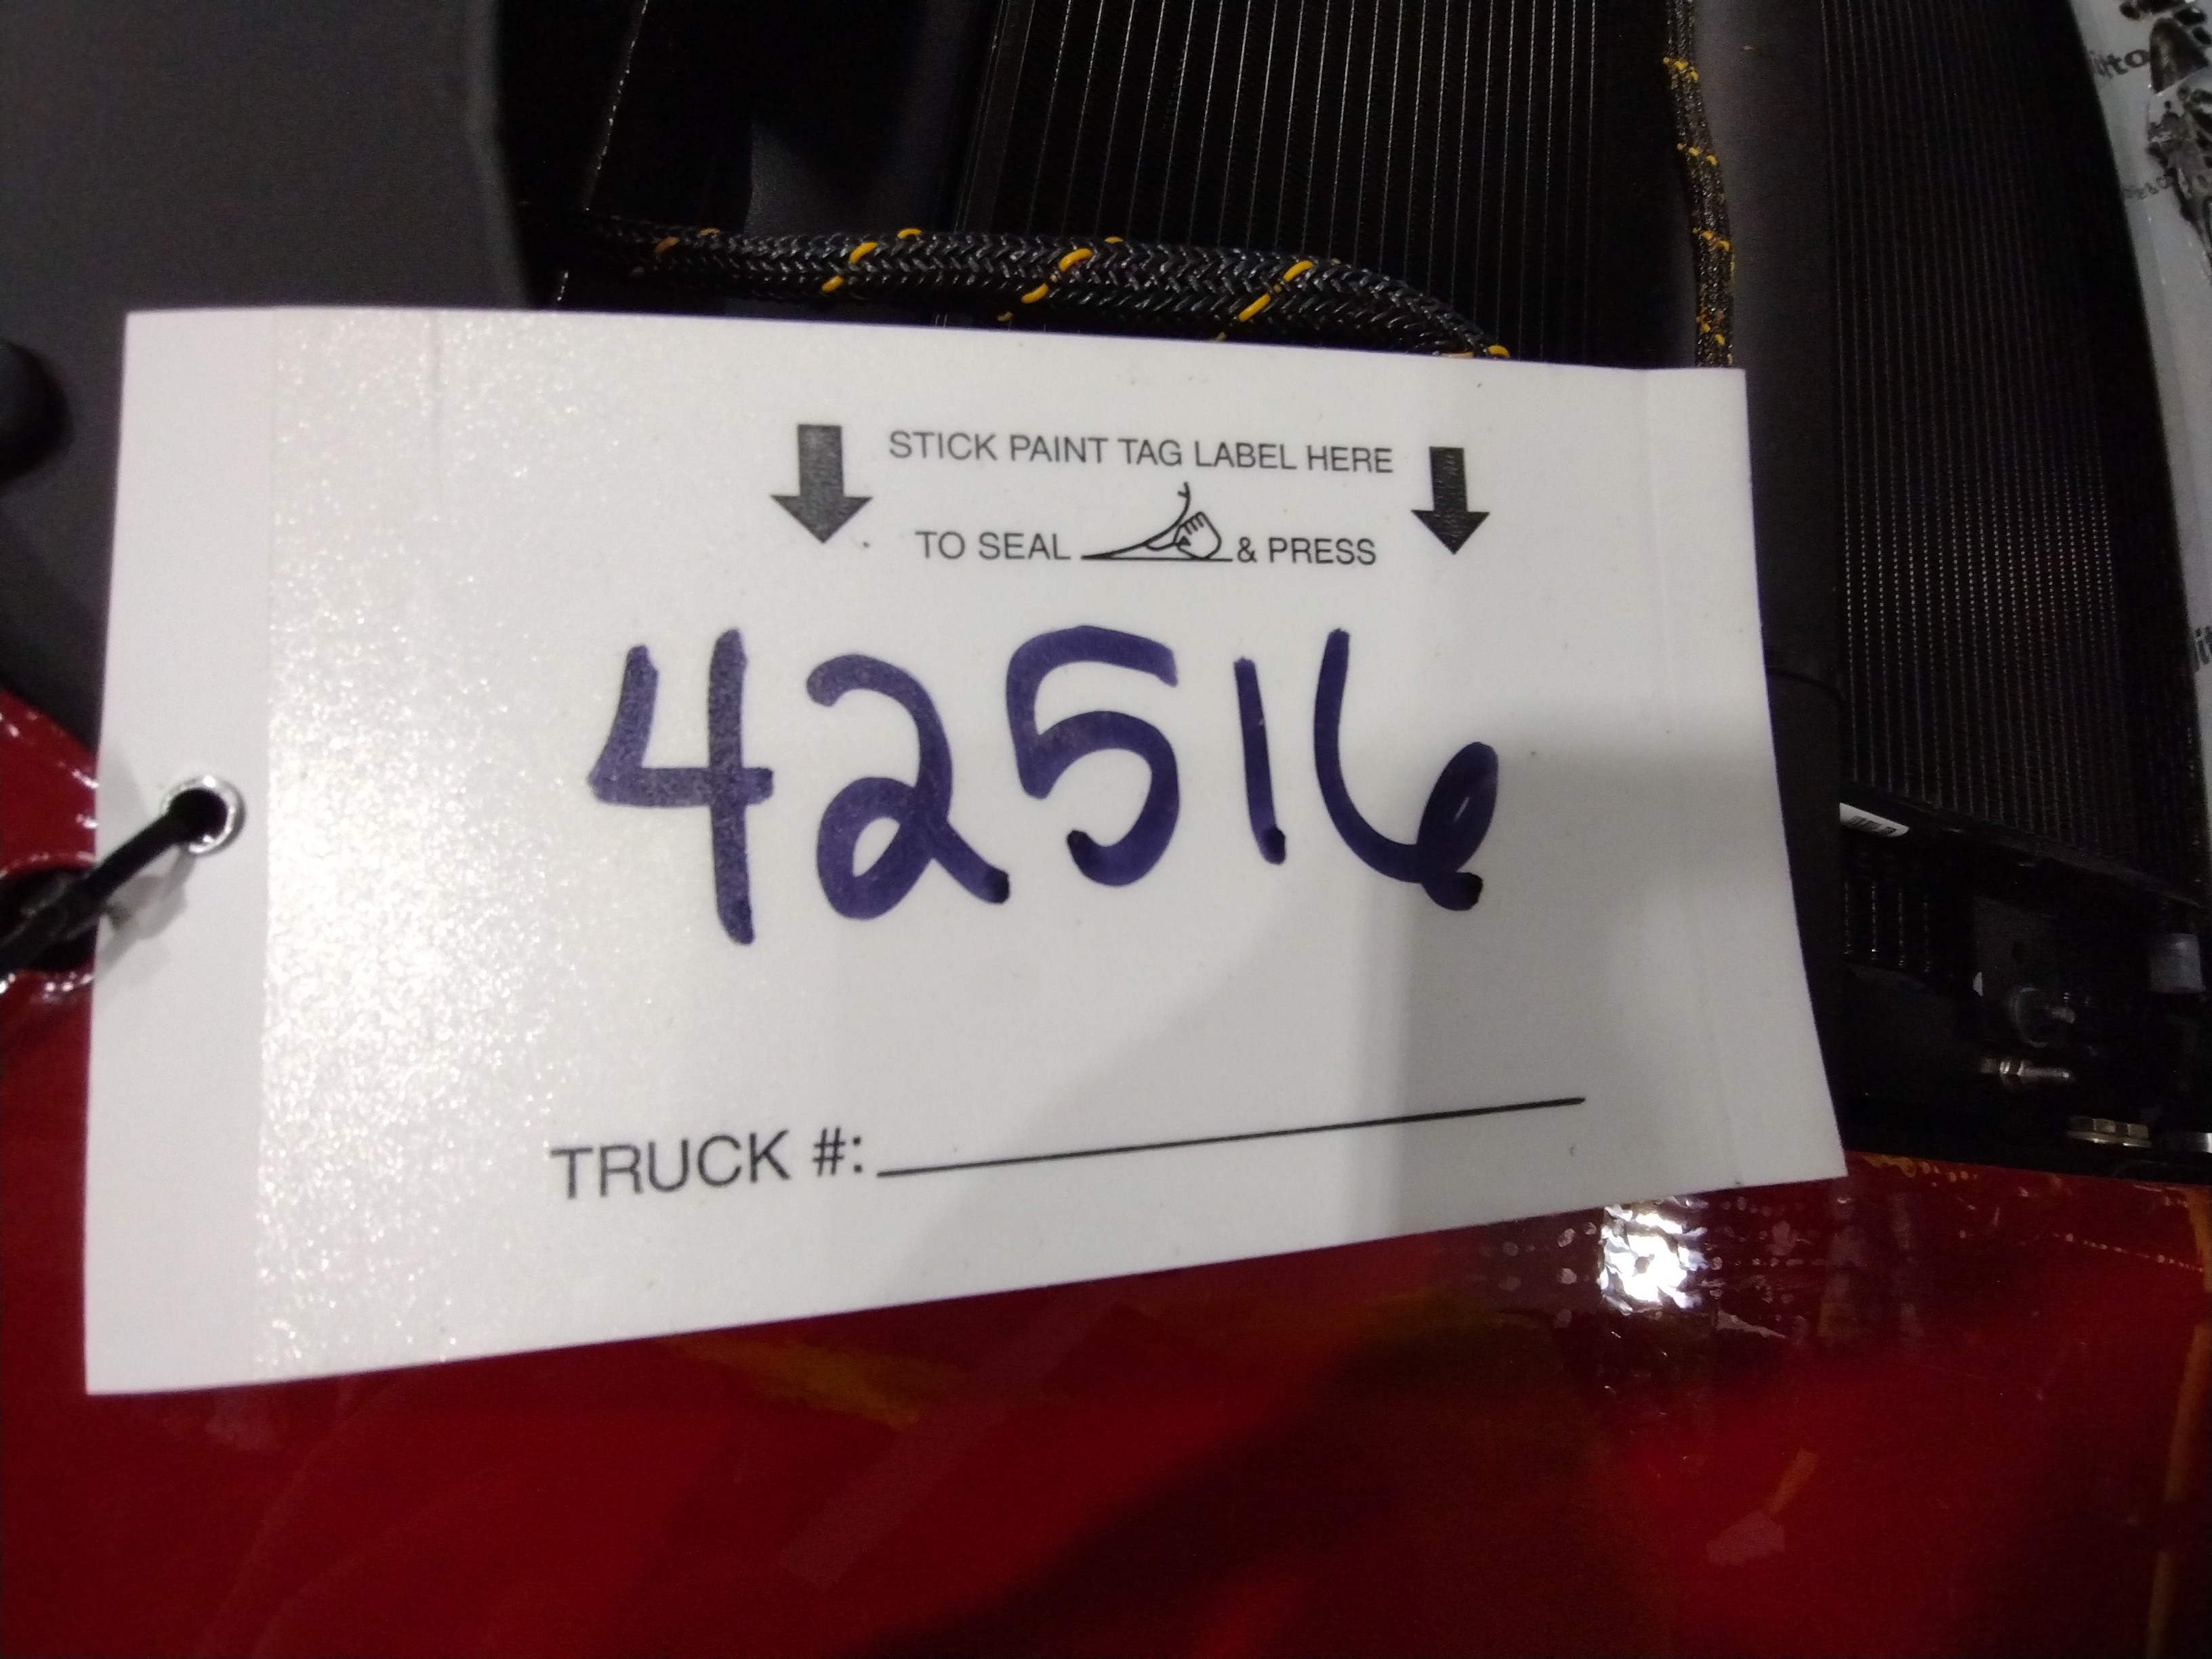 STICK PAINT TAG LABEL HERE
TO SEAL & PRESS
42516
TRUCK #: